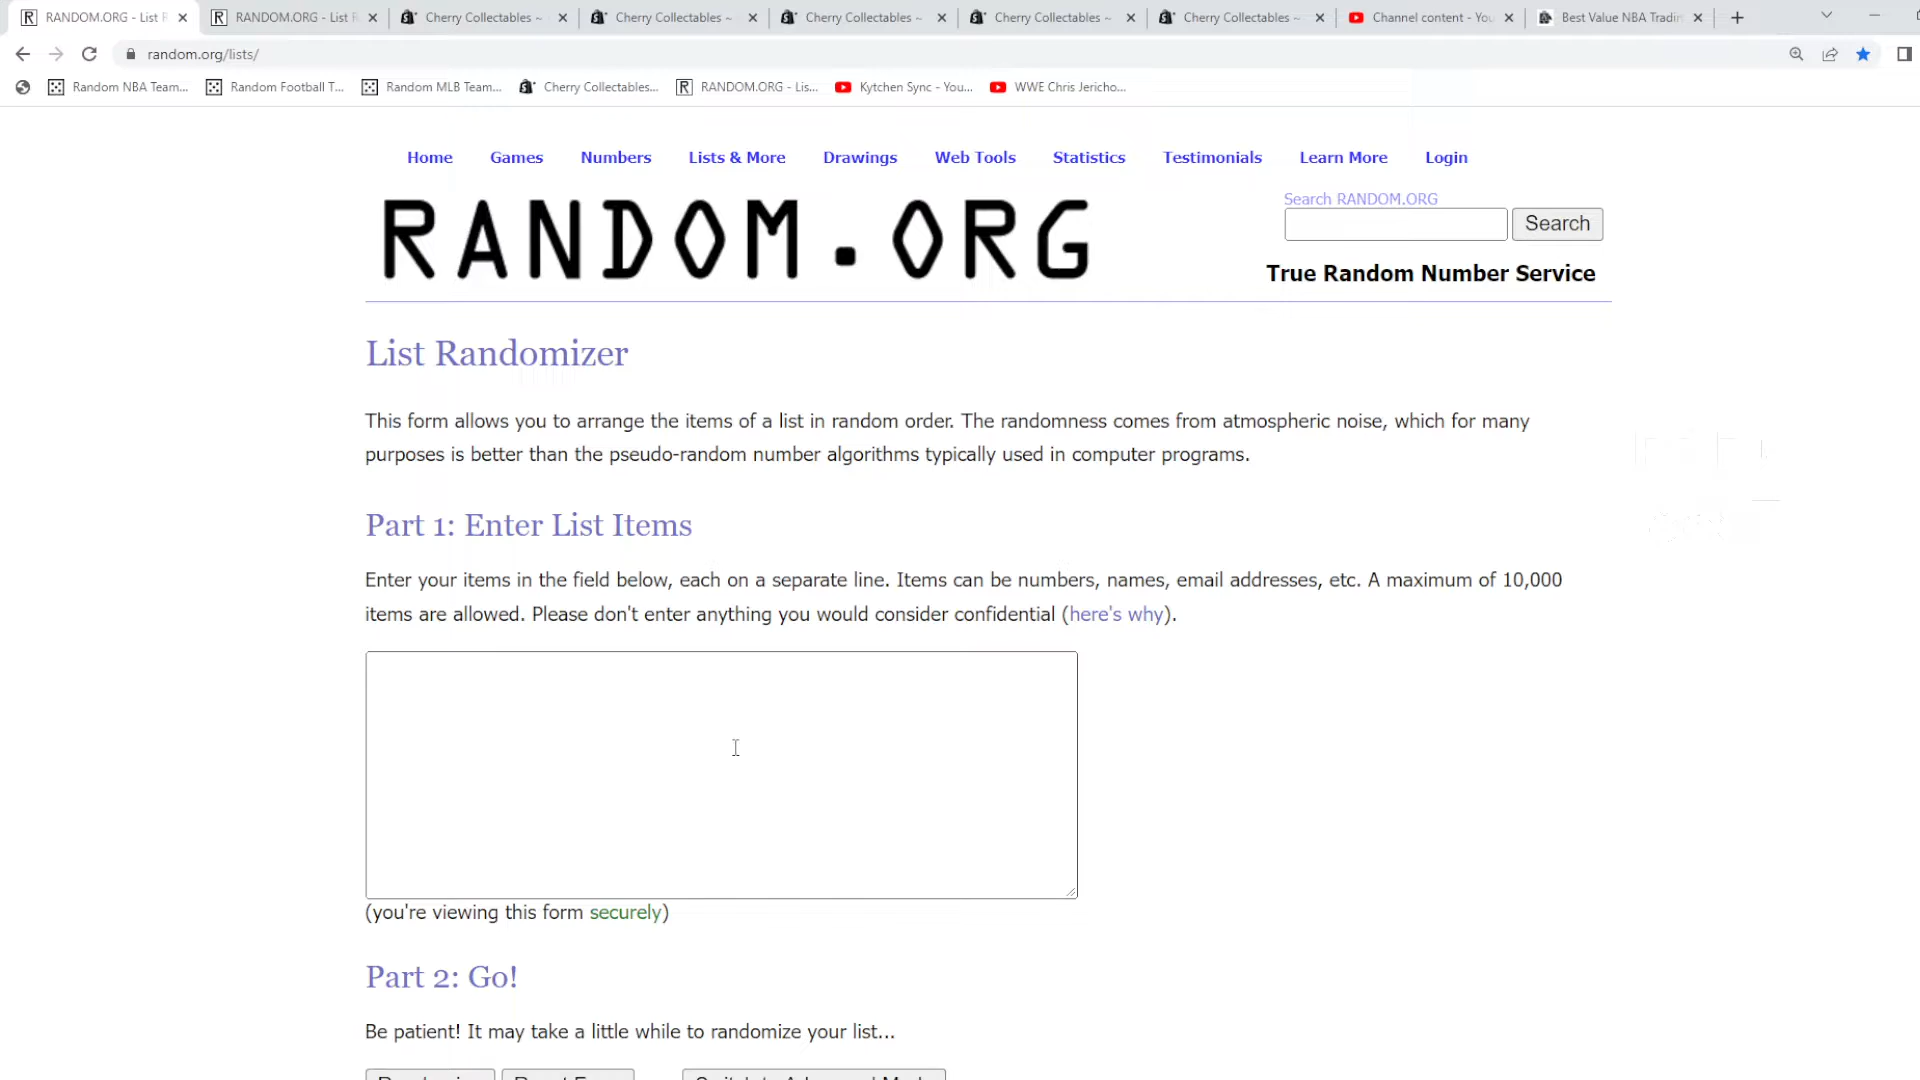 RANDOM.ORG - List R
RANDOM.ORG - List R
Cherry Collectables ~
Cherry Collectables ~
Cherry Collectables ~
Cherry Collectables ~
Cherry Collectables ~
Channel content - You
Best Value NBA Tradin
random.org/lists/
Random NBA Team...
Random Football T...
Random MLB Team...
Cherry Collectables...
RANDOM.ORG - Lis...
Kytchen Sync - You...
WWE Chris Jericho...
Home Games Numbers Lists & More Drawings Web Tools Statistics Testimonials Learn More Login
RANDOM.ORG
Search RANDOM.ORG
Search
True Random Number Service
List Randomizer
This form allows you to arrange the items of a list in random order. The randomness comes from atmospheric noise, which for many
purposes is better than the pseudo-random number algorithms typically used in computer programs.
Part 1: Enter List Items
Enter your items in the field below, each on a separate line. Items can be numbers, names, email addresses, etc. A maximum of 10,000
items are allowed. Please don't enter anything you would consider confidential (here's why).
(you're viewing this form securely)
Part 2: Go!
Be patient! It may take a little while to randomize your list...